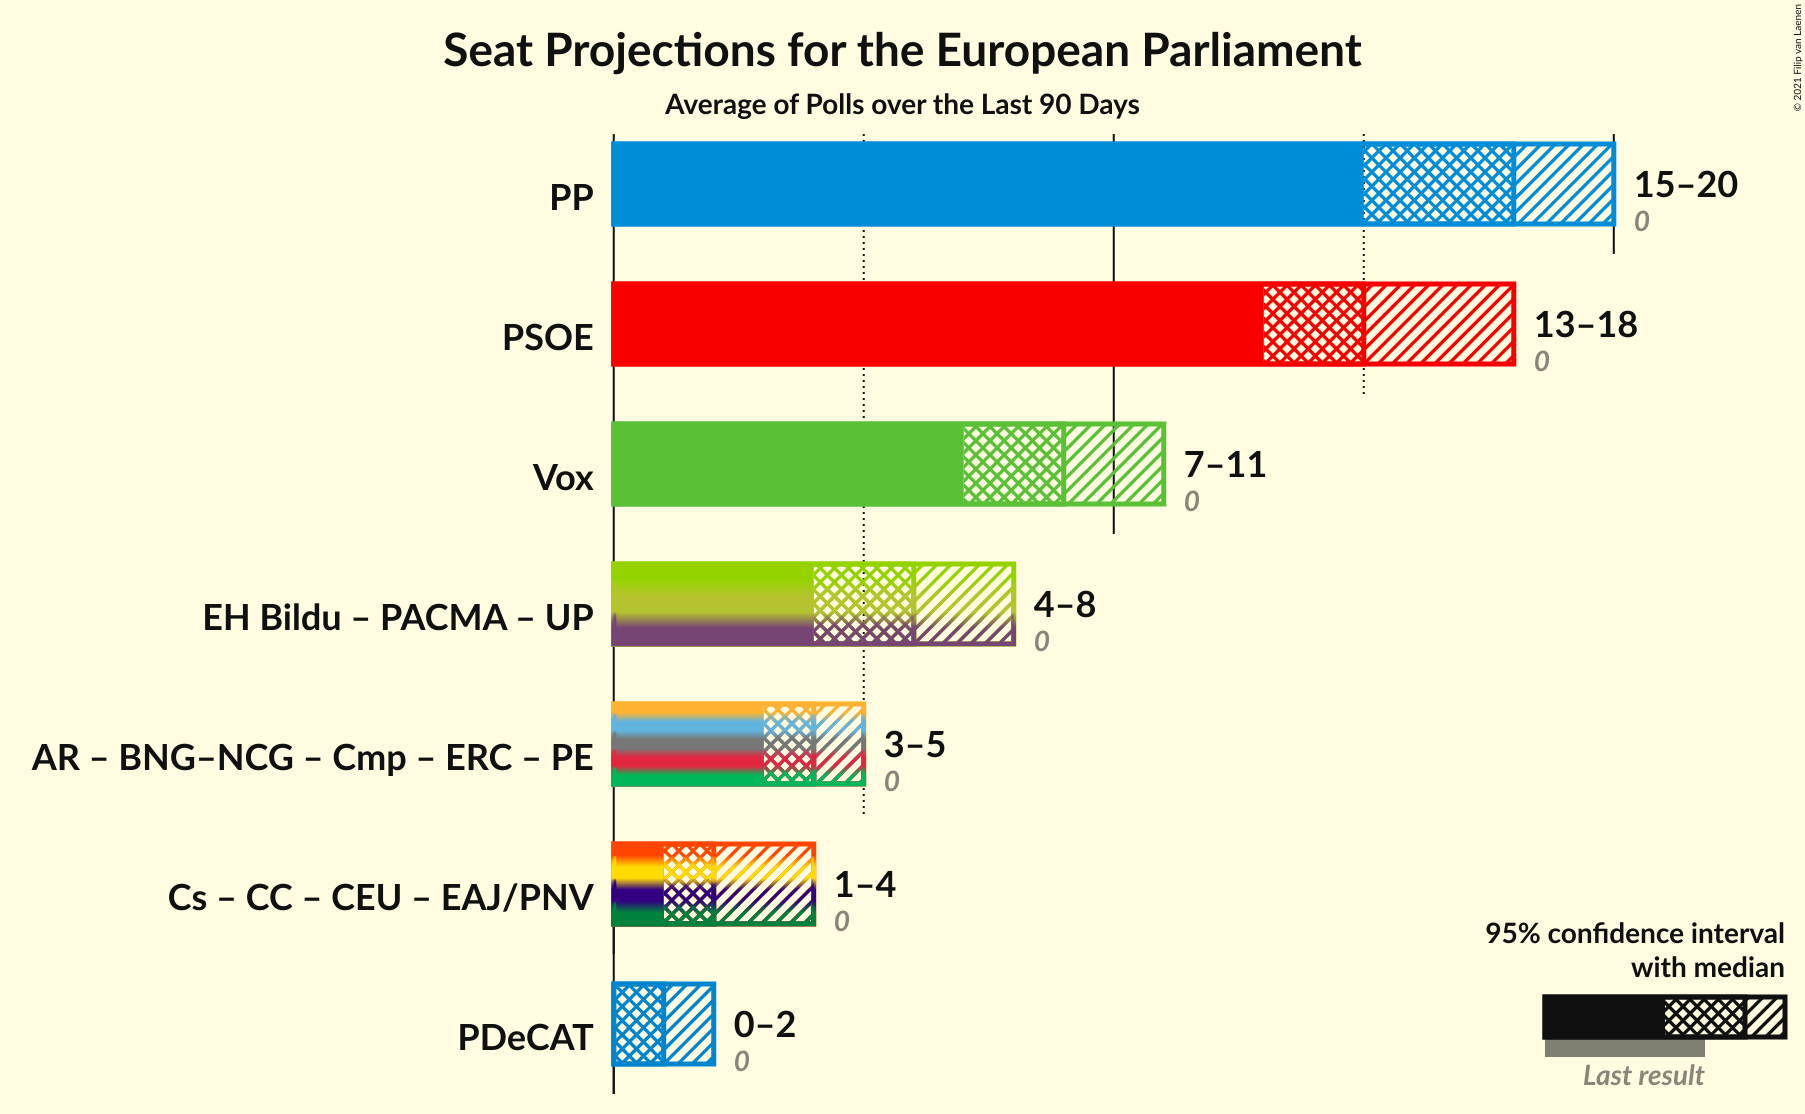 Seat Projections for the European Parliament
Average of Polls over the Last 90 Days
© 2021 Filip van Laenen
PP
15–20
0
PSOE
13–18
0
Vox
7–11
0
EH Bildu – PACMA – UP
4–8
0
AR – BNG–NCG – Cmp – ERC – PE
3–5
0
Cs – CC – CEU – EAJ/PNV
1–4
0
PDeCAT
0–2
0
95% confidence interval
with median
Last result